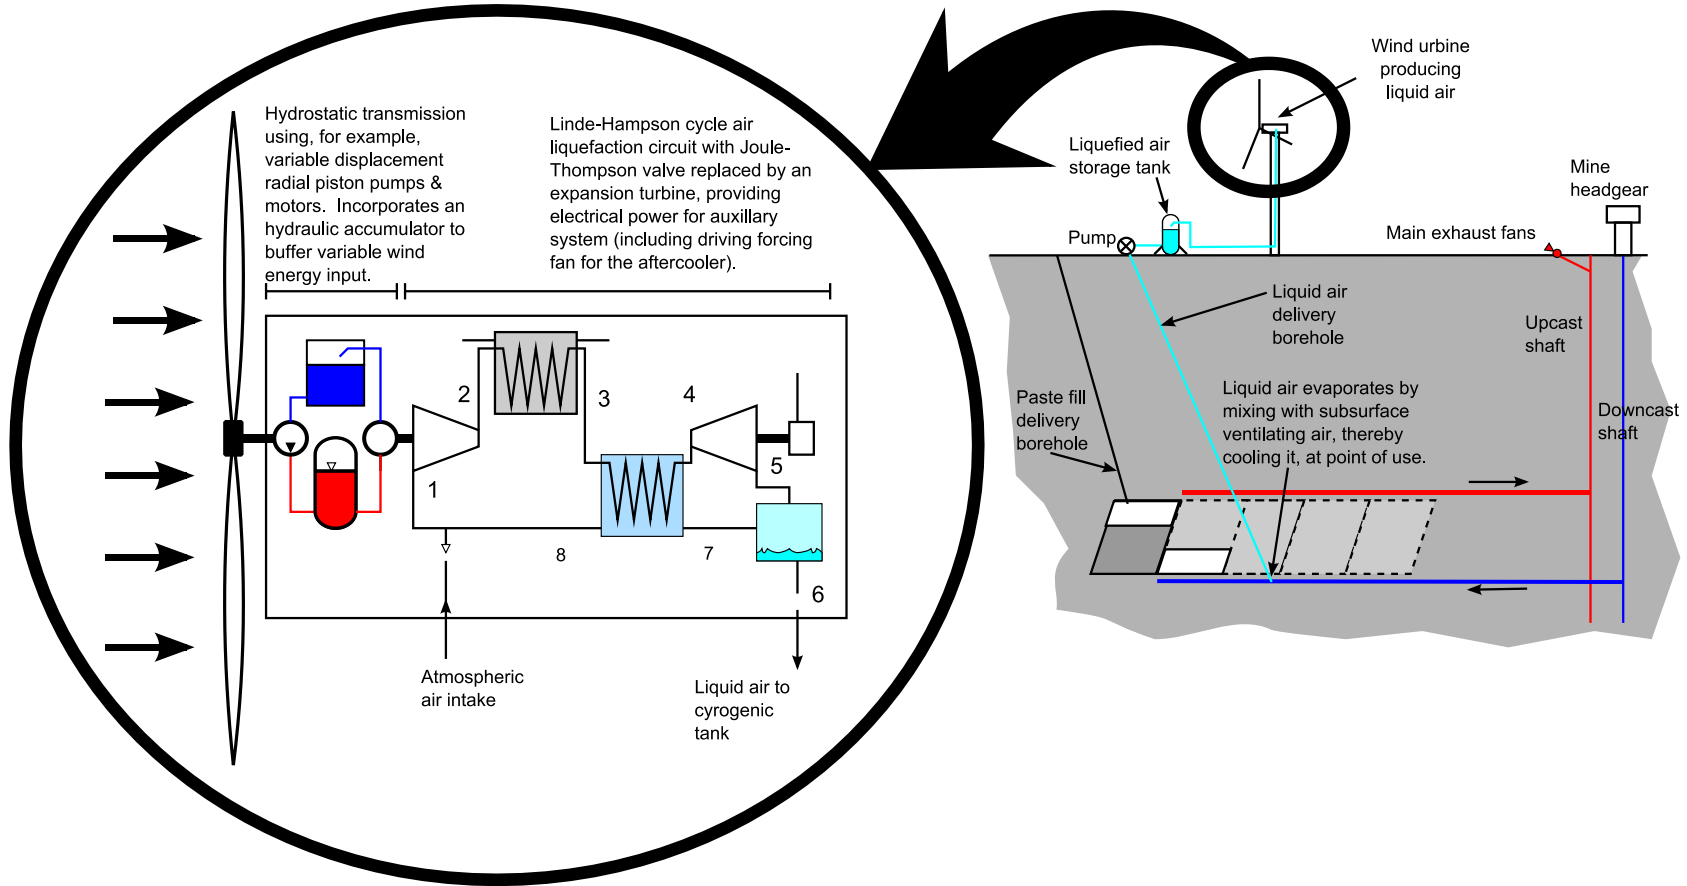 Hydrostatic transmission
using, for example,
variable displacement
radial piston pumps &
motors. Incorporates an
hydraulic accumulator to
buffer variable wind
energy input.
Linde-Hampson cycle air
liquefaction circuit with Joule-
Thompson valve replaced by an
expansion turbine, providing
electrical power for auxillary
system (including driving forcing
fan for the aftercooler).
2
3
4
1
5
8
7
6
Atmospheric
air intake
Liquid air to
cyrogenic
tank
Wind urbine
producing
liquid air
Liquefied air
storage tank
Mine
headgear
Pump
Main exhaust fans
Liquid air
delivery
borehole
Upcast
shaft
Paste fill
delivery
borehole
Liquid air evaporates by
mixing with subsurface
ventilating air, thereby
cooling it, at point of use.
Downcast
shaft